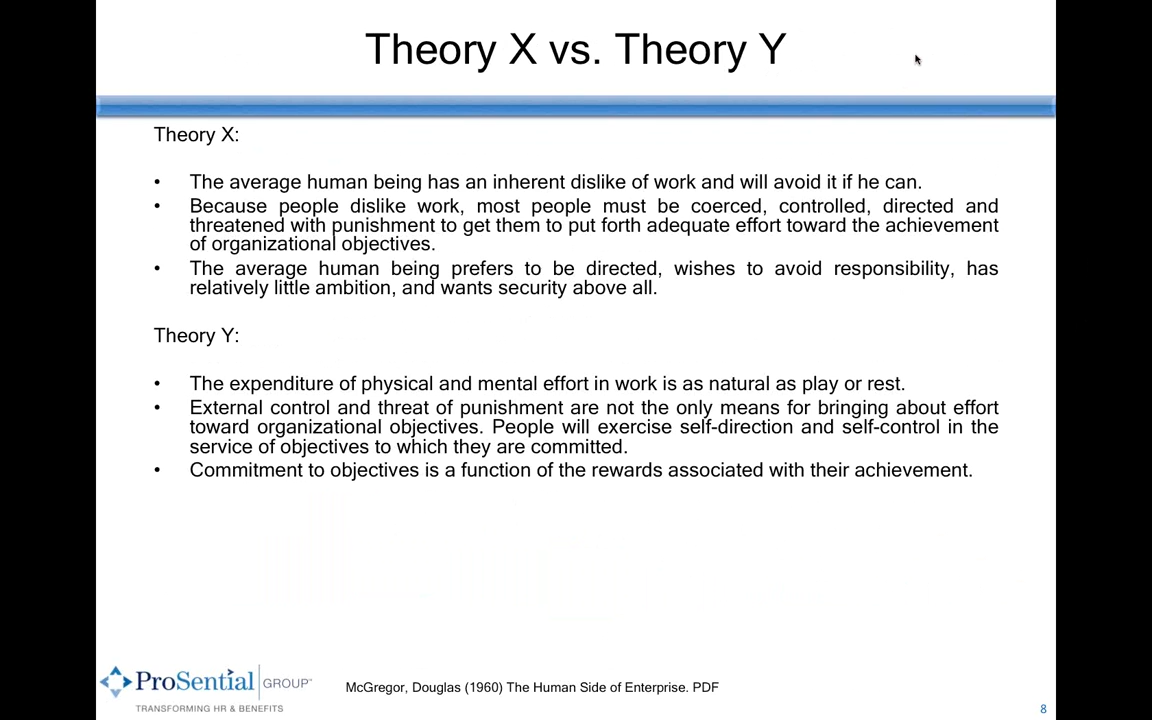 Theory X vs. Theory Y
Theory X:
• The average human being has an inherent dislike of work and will avoid it if he can.
• Because people dislike work, most people must be coerced, controlled, directed and
threatened with punishment to get them to put forth adequate effort toward the achievement
of organizational objectives.
• The average human being prefers to be directed, wishes to avoid responsibility, has
relatively little ambition, and wants security above all.
Theory Y:
• The expenditure of physical and mental effort in work is as natural as play or rest.
• External control and threat of punishment are not the only means for bringing about effort
toward organizational objectives. People will exercise self-direction and self-control in the
service of objectives to which they are committed.
• Commitment to objectives is a function of the rewards associated with their achievement.
ProSential GROUP™
TRANSFORMING HR & BENEFITS
McGregor, Douglas (1960) The Human Side of Enterprise. PDF
8